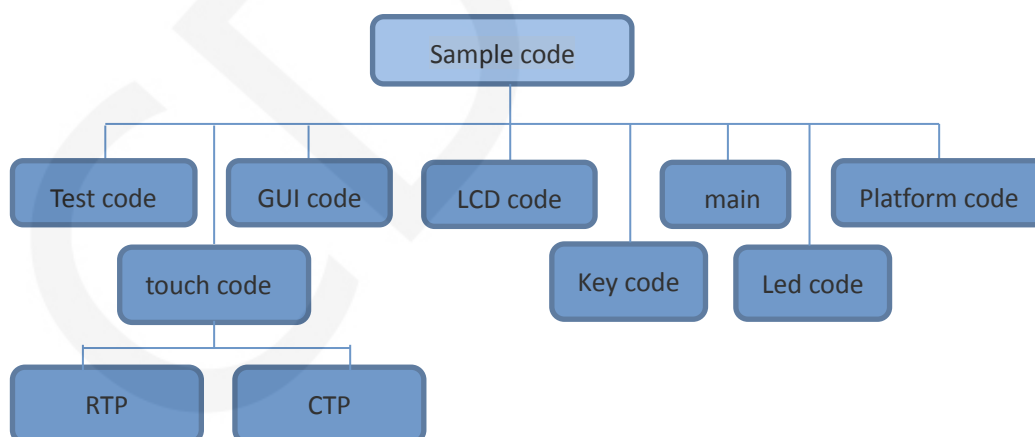 Sample code
Test code
GUI code
LCD code
main
Platform code
touch code
Key code
Led code
RTP
CTP